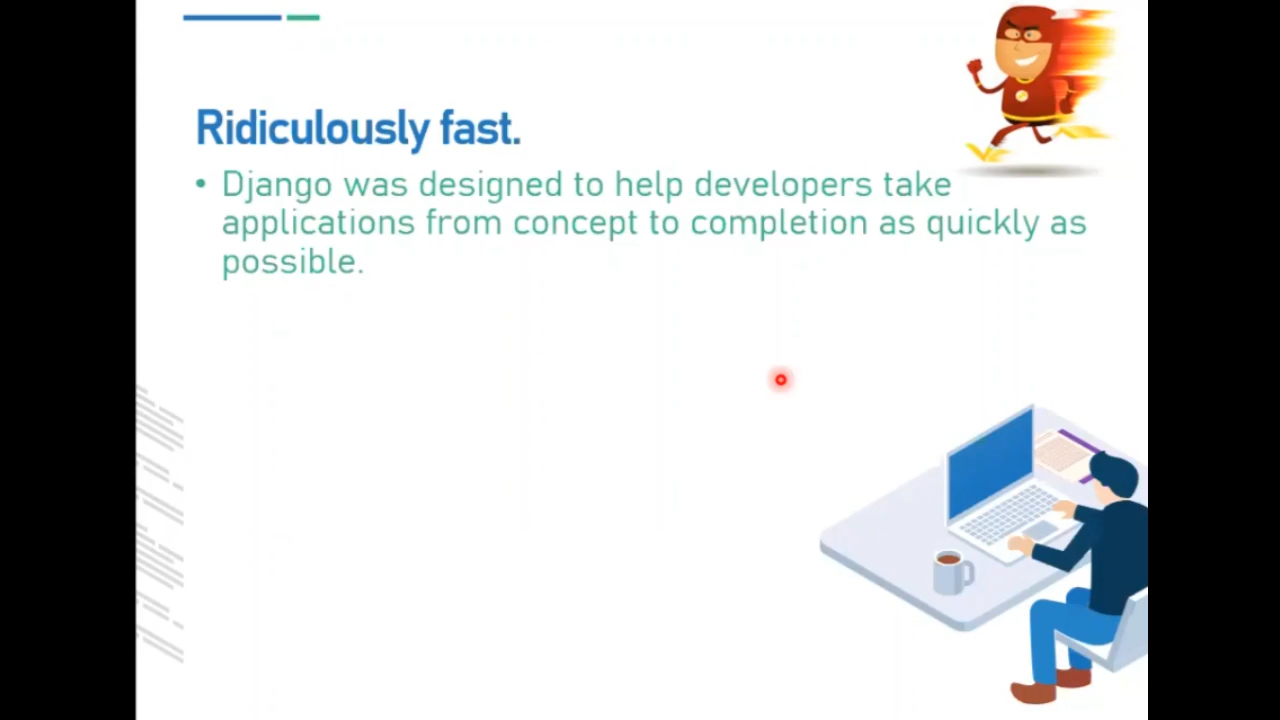 Ridiculously fast.
• Django was designed to help developers take
applications from concept to completion as quickly as
possible.